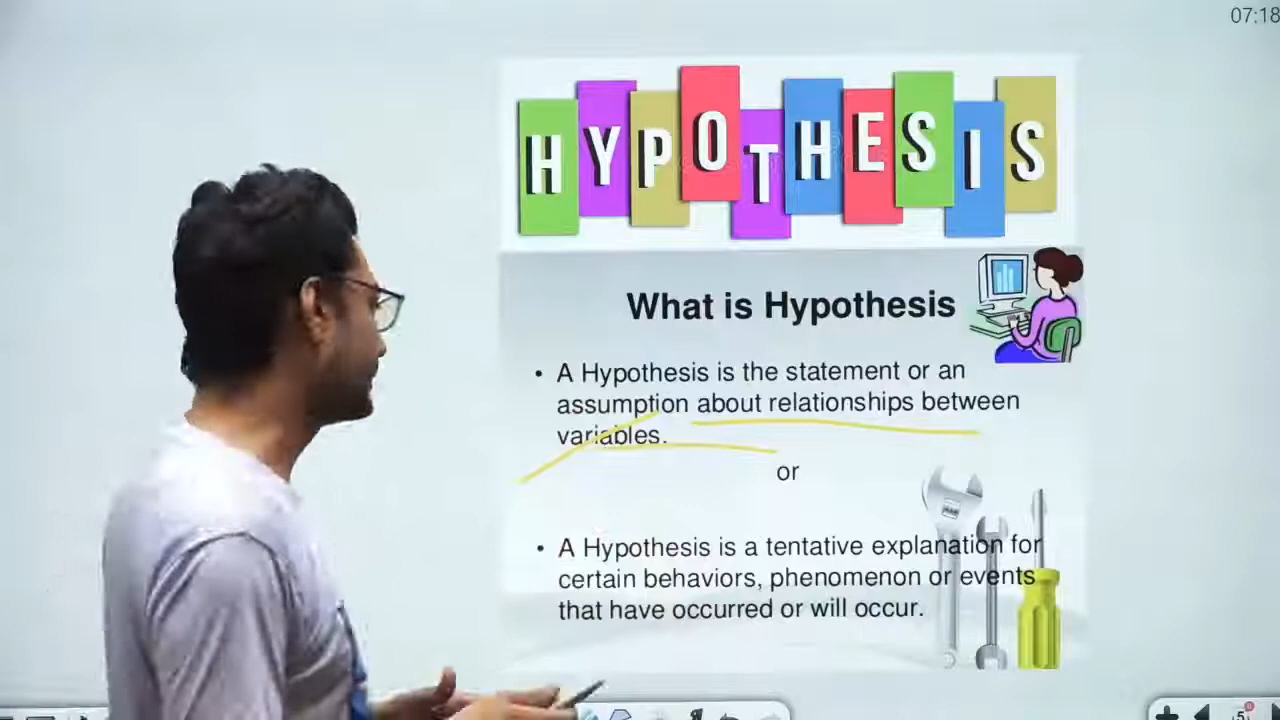 07:18
HYPOTHESIS
What is Hypothesis
• A Hypothesis is the statement or an
assumption about relationships between
variables.
or
• A Hypothesis is a tentative explanation for
certain behaviors, phenomenon or events
that have occurred or will occur.